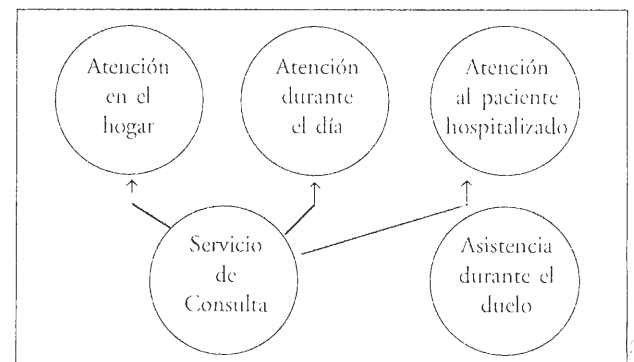 Atención
en el
hogar
Atención
durante
el día
Atención
al paciente
hospitalizado
Servicio
de
Consulta
Asistencia
durante el
duelo